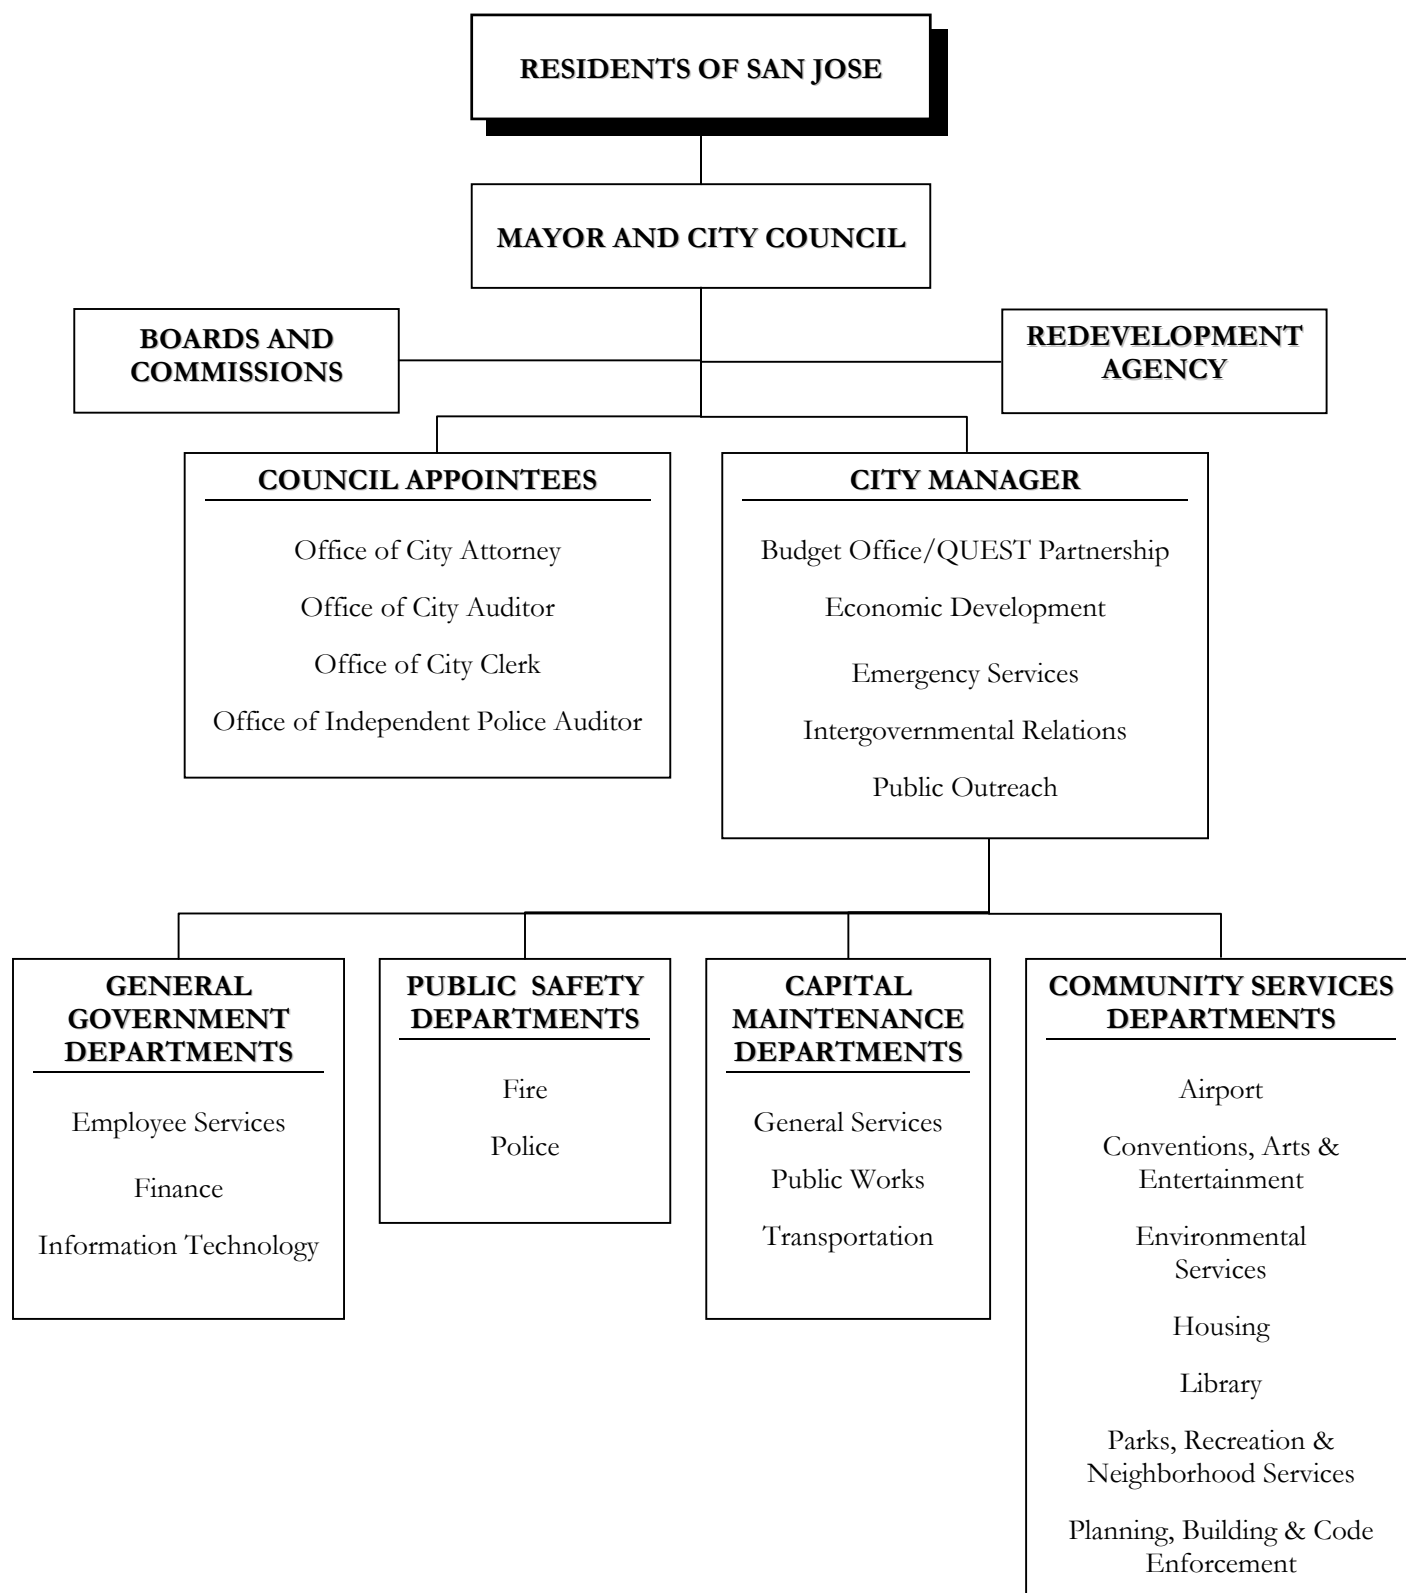 RESIDENTS OF SAN JOSE
MAYOR AND CITY COUNCIL
BOARDS AND
COMMISSIONS
REDEVELOPMENT
AGENCY
COUNCIL APPOINTEES
Office of City Attorney
Office of City Auditor
Office of City Clerk
Office of Independent Police Auditor
CITY MANAGER
Budget Office/QUEST Partnership
Economic Development
Emergency Services
Intergovernmental Relations
Public Outreach
GENERAL
GOVERNMENT
DEPARTMENTS
Employee Services
Finance
Information Technology
PUBLIC SAFETY
DEPARTMENTS
Fire
Police
CAPITAL
MAINTENANCE
DEPARTMENTS
General Services
Public Works
Transportation
COMMUNITY SERVICES
DEPARTMENTS
Airport
Conventions, Arts &
Entertainment
Environmental
Services
Housing
Library
Parks, Recreation &
Neighborhood Services
Planning, Building & Code
Enforcement